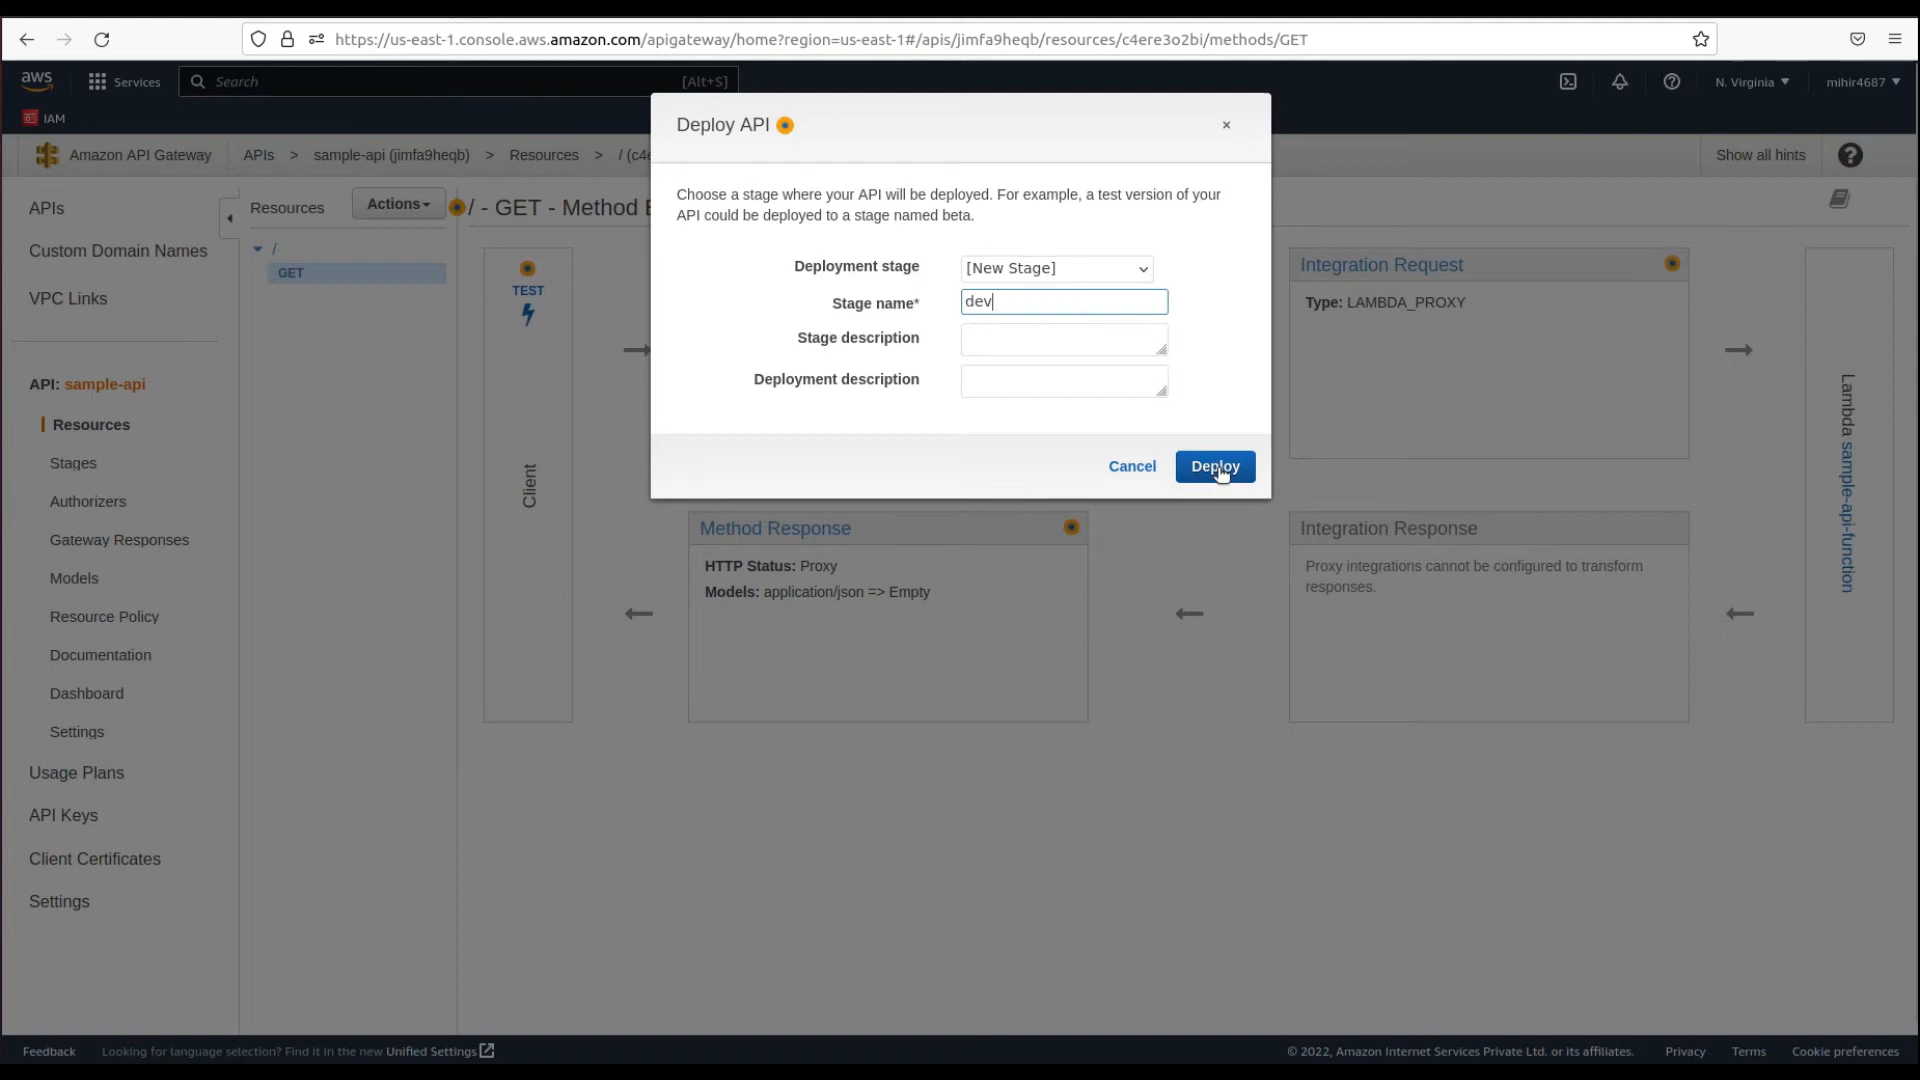 https://us-east-1.console.aws.amazon.com/apigateway/home?region=us-east-1#/apis/jimfa9heqb/resources/c4ere3o2bi/methods/GET
aws
Services
Search
[Alt+S]
N. Virginia
mihir4687
IAM
Amazon API Gateway
APIs > sample-api (jimfa9heqb) > Resources > / (c4e
Show all hints
APIs
Custom Domain Names
VPC Links
API: sample-api
Resources
Stages
Authorizers
Gateway Responses
Models
Resource Policy
Documentation
Dashboard
Settings
Usage Plans
API Keys
Client Certificates
Settings
Resources
Actions
/
GET
/ - GET - Method E
TEST
Client
Deploy API
×
Choose a stage where your API will be deployed. For example, a test version of your
API could be deployed to a stage named beta.
Deployment stage
[New Stage]
Stage name*
dev
Stage description
Deployment description
Cancel
Deploy
Integration Request
Type: LAMBDA_PROXY
Lambda sample-api-function
Method Response
HTTP Status: Proxy
Models: application/json => Empty
Integration Response
Proxy integrations cannot be configured to transform
responses.
Feedback
Looking for language selection? Find it in the new Unified Settings
© 2022, Amazon Internet Services Private Ltd. or its affiliates.
Privacy
Terms
Cookie preferences